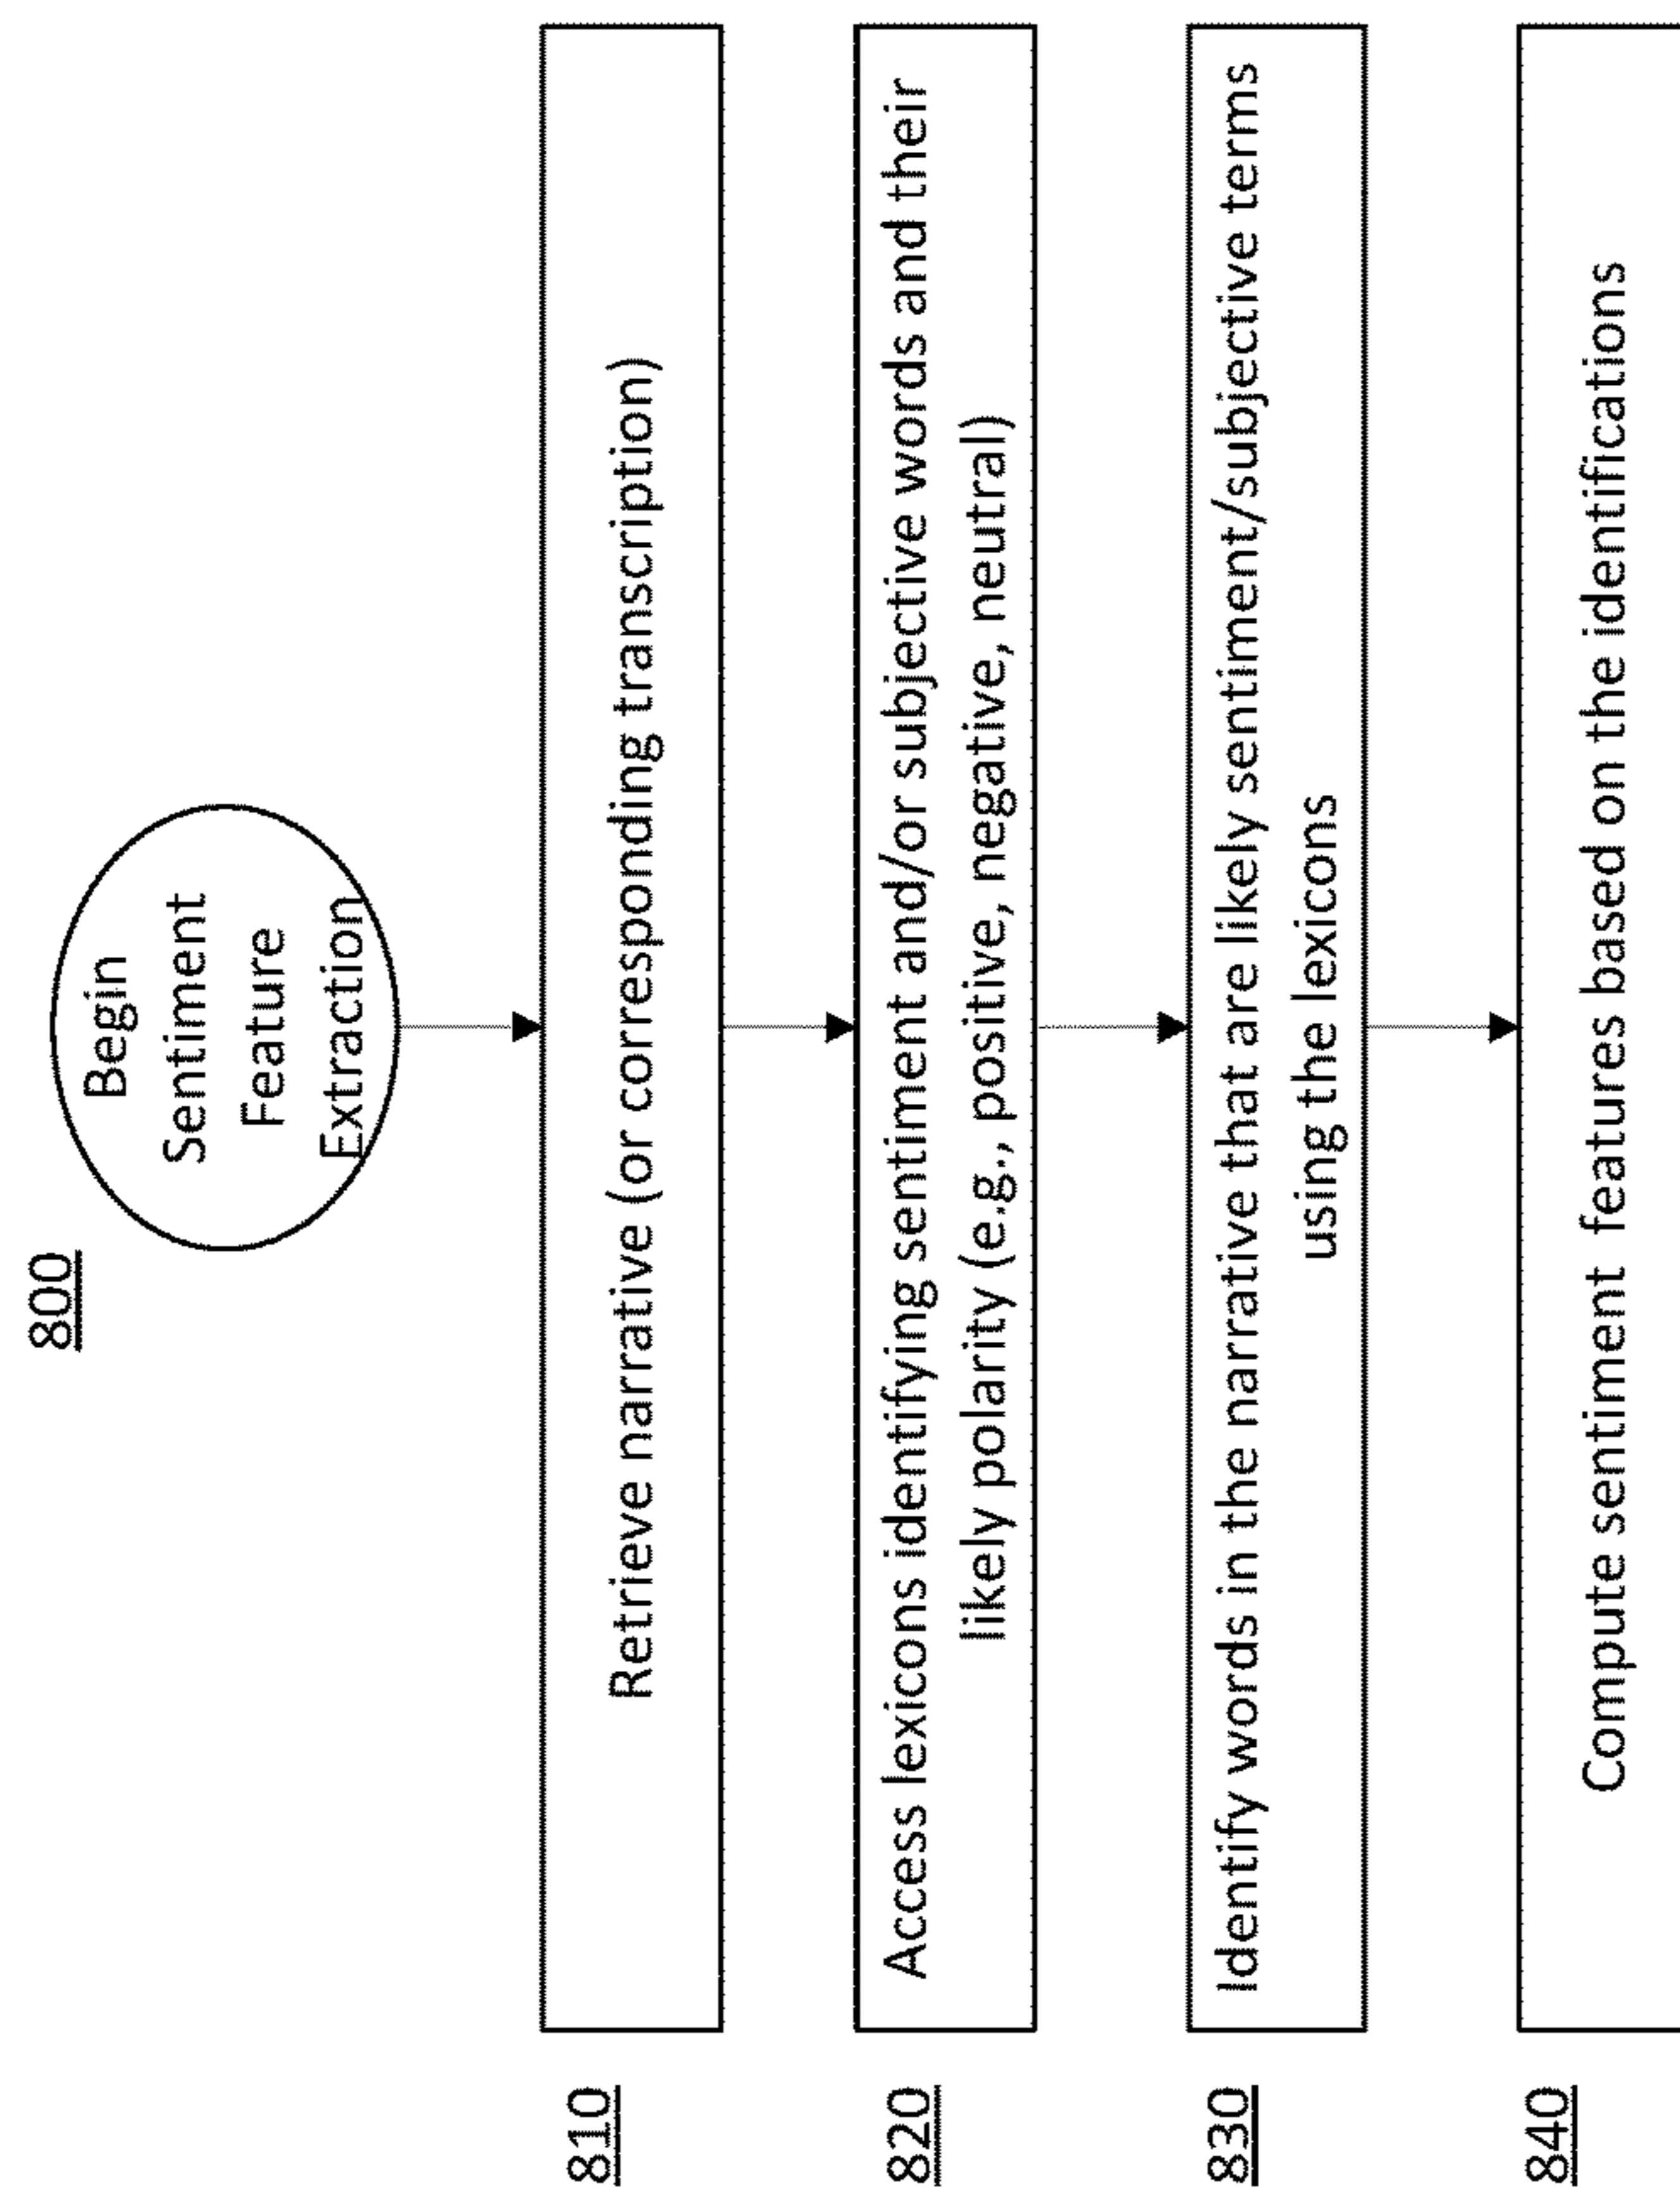 800
Begin
Sentiment
Feature
Extraction
810
Retrieve narrative (or corresponding transcription)
820
Access lexicons identifying sentiment and/or subjective words and their
likely polarity (e.g., positive, negative, neutral)
830
Identify words in the narrative that are likely sentiment/subjective terms
using the lexicons
840
Compute sentiment features based on the identifications